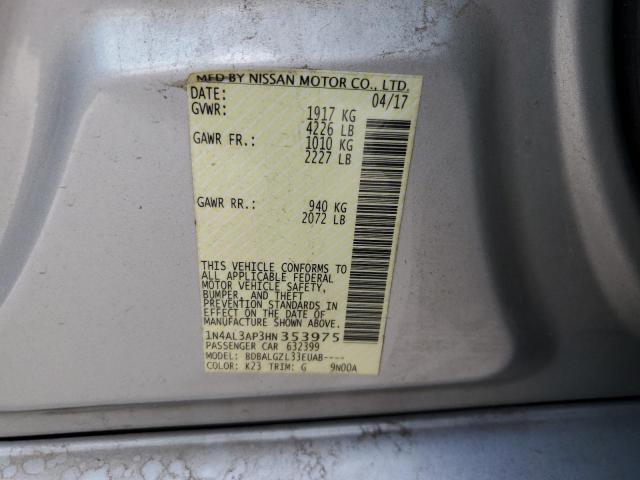 MFD BY NISSAN MOTOR CO., LTD.
DATE: 04/17
GVWR: 1917 KG
4226 LB
GAWR FR.: 1010 KG
2227 LB
GAWR RR.: 940 KG
2072 LB
THIS VEHICLE CONFORMS TO
ALL APPLICABLE FEDERAL
MOTOR VEHICLE SAFETY,
BUMPER, AND THEFT
PREVENTION STANDARDS IN
EFFECT ON THE DATE OF
MANUFACTURE SHOWN ABOVE.
1N4AL3AP3HN353975
PASSENGER CAR 632399
MODEL: BDBALGZL33EUAB----
COLOR: K23 TRIM: G 9N00A